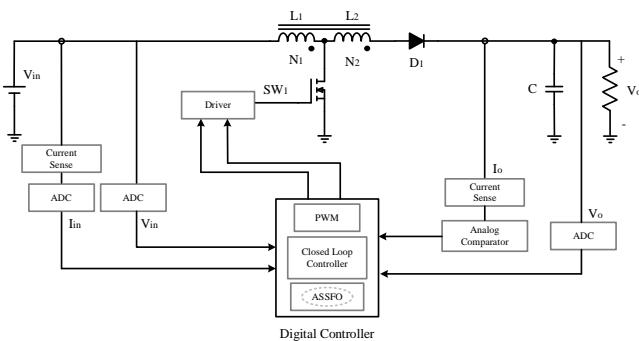 L1
L2
N1
N2
D1
Vin
SW1
Driver
C
+
Vo
-
Current
Sense
ADC
ADC
Iin
Vin
Io
Current
Sense
Analog
Comparator
Vo
ADC
PWM
Closed Loop
Controller
ASSFO
Digital Controller